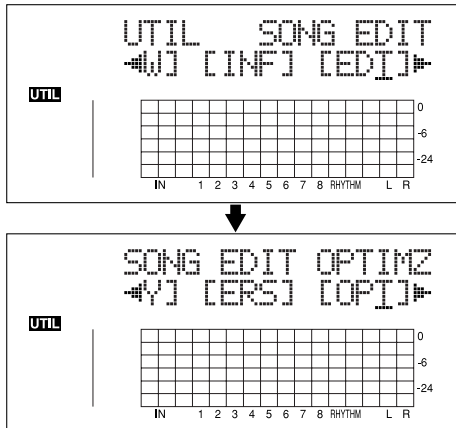 UTIL SONG EDIT
◀W] [INF] [EDI]▶
UTIL
0
-6
-24
IN 1 2 3 4 5 6 7 8 RHYTHM L R
SONG EDIT OPTIMZ
◀Y] [ERS] [OPI]▶
UTIL
0
-6
-24
IN 1 2 3 4 5 6 7 8 RHYTHM L R